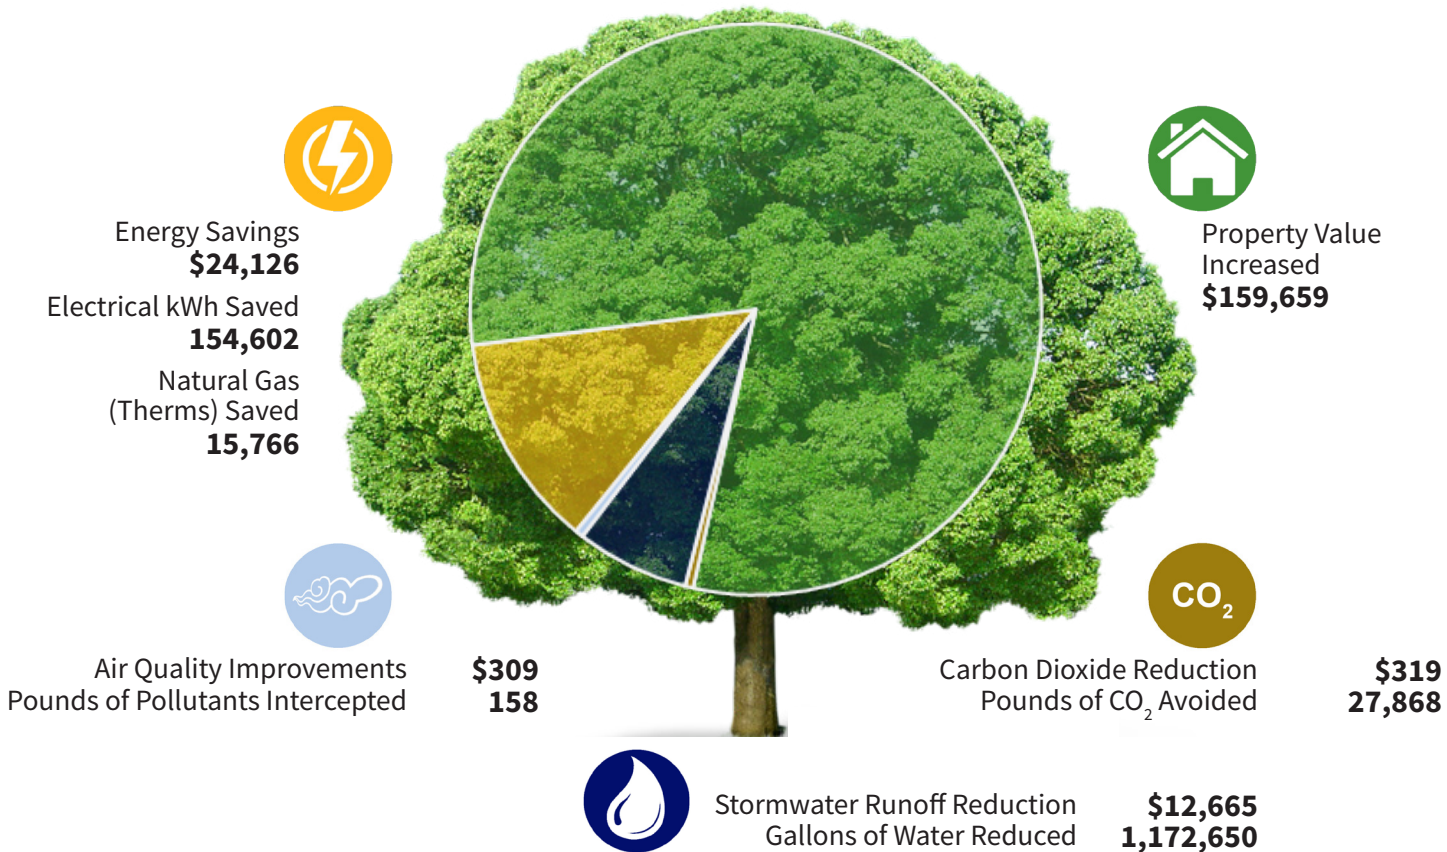 Energy Savings
$24,126
Electrical kWh Saved
154,602
Natural Gas
(Therms) Saved
15,766
Property Value
Increased
$159,659
Air Quality Improvements $309
Pounds of Pollutants Intercepted 158
CO₂
Carbon Dioxide Reduction $319
Pounds of CO₂ Avoided 27,868
Stormwater Runoff Reduction $12,665
Gallons of Water Reduced 1,172,650